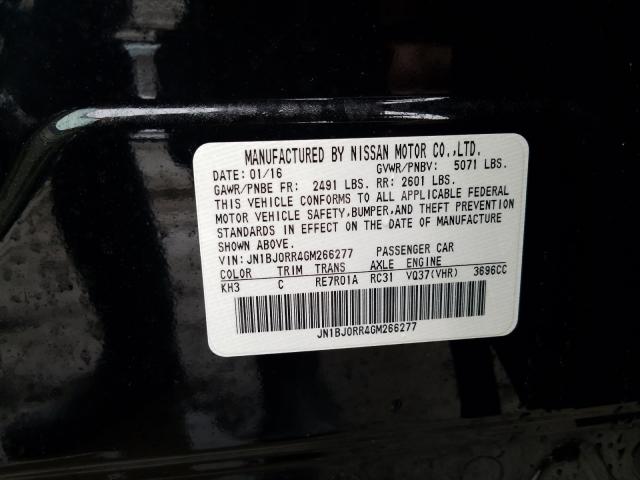 MANUFACTURED BY NISSAN MOTOR CO.,LTD.
DATE: 01/16 GVWR/PNBV: 5071 LBS.
GAWR/PNBE FR: 2491 LBS. RR: 2601 LBS.
THIS VEHICLE CONFORMS TO ALL APPLICABLE FEDERAL
MOTOR VEHICLE SAFETY,BUMPER,AND THEFT PREVENTION
STANDARDS IN EFFECT ON THE DATE OF MANUFACTURE
SHOWN ABOVE.
VIN: JN1BJ0RR4GM266277 PASSENGER CAR
COLOR TRIM TRANS AXLE ENGINE
KH3 C RE7R01A RC31 VQ37(VHR) 3696CC
JN1BJ0RR4GM266277